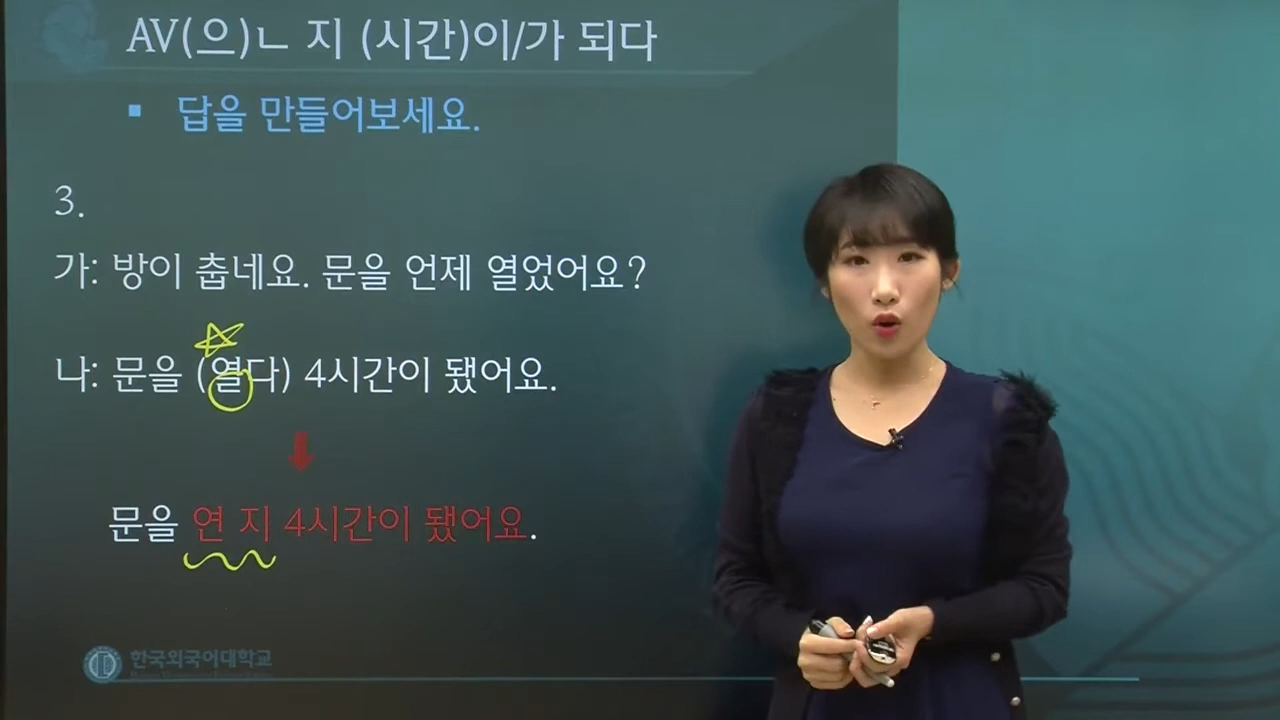 AV(으)ㄴ 지 (시간)이/가 되다
▪ 답을 만들어보세요.
3.
가: 방이 춥네요. 문을 언제 열었어요?
나: 문을 (열다) 4시간이 됐어요.
문을 연 지 4시간이 됐어요.
한국외국어대학교